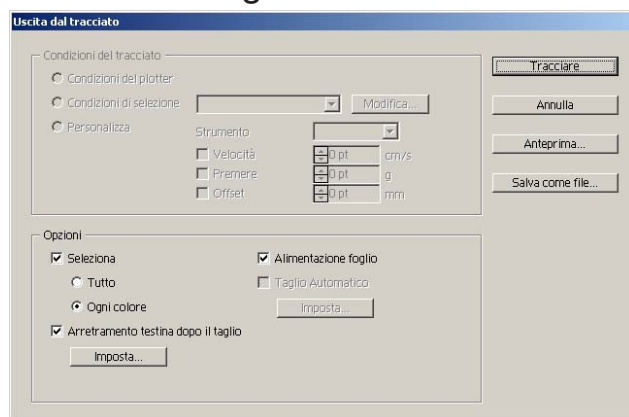 Uscita dal tracciato
Condizioni del tracciato
Condizioni del plotter
Condizioni di selezione Modifica...
Personalizza
Strumento
Velocità 0 pt cm/s
Premere 0 pt g
Offset 0 pt mm
Tracciare
Annulla
Anteprima...
Salva come file...
Opzioni
Seleziona Alimentazione foglio
Tutto Taglio Automatico
Ogni colore Imposta...
Arretramento testina dopo il taglio
Imposta...